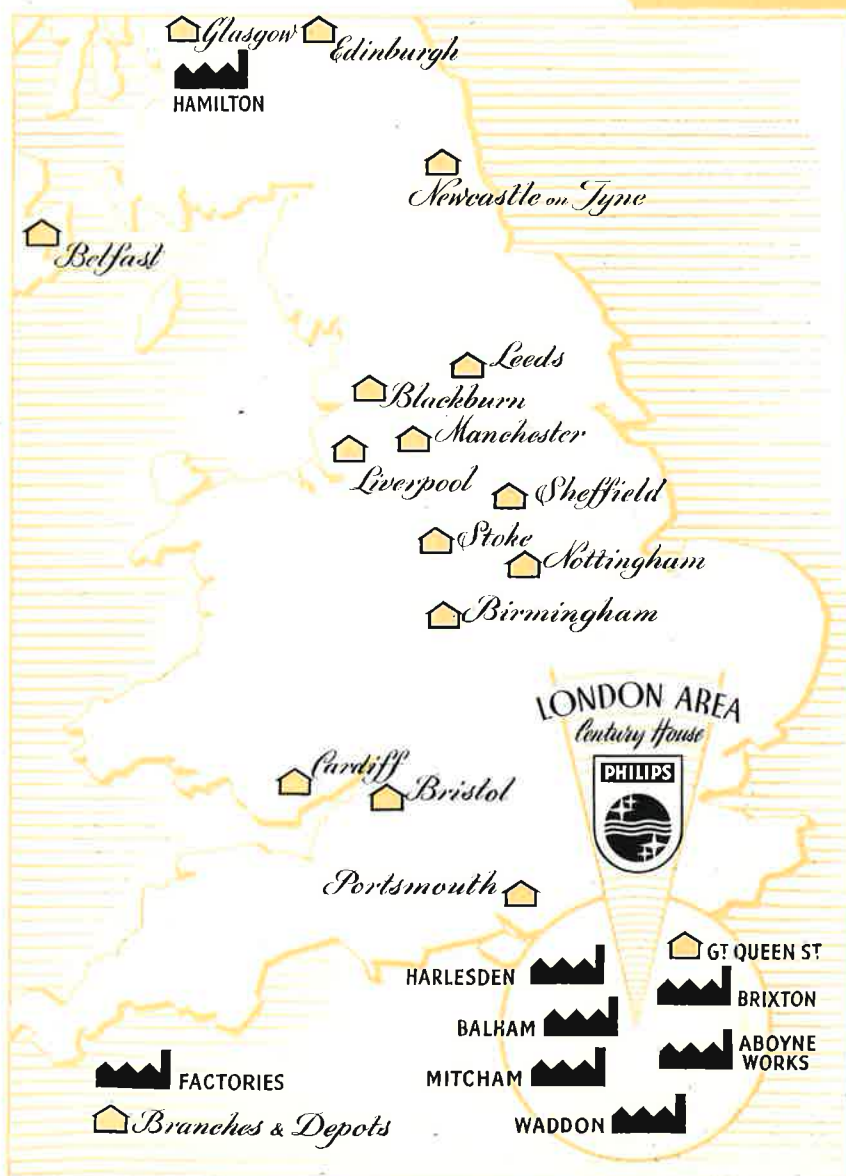 Glasgow
Edinburgh
HAMILTON
Newcastle on Tyne
Belfast
Leeds
Blackburn
Manchester
Liverpool
Sheffield
Stoke
Nottingham
Birmingham
LONDON AREA
Century House
PHILIPS
Cardiff
Bristol
Portsmouth
GT QUEEN ST
HARLESDEN
BRIXTON
BALHAM
ABOYNE
WORKS
MITCHAM
WADDON
FACTORIES
Branches & Depots